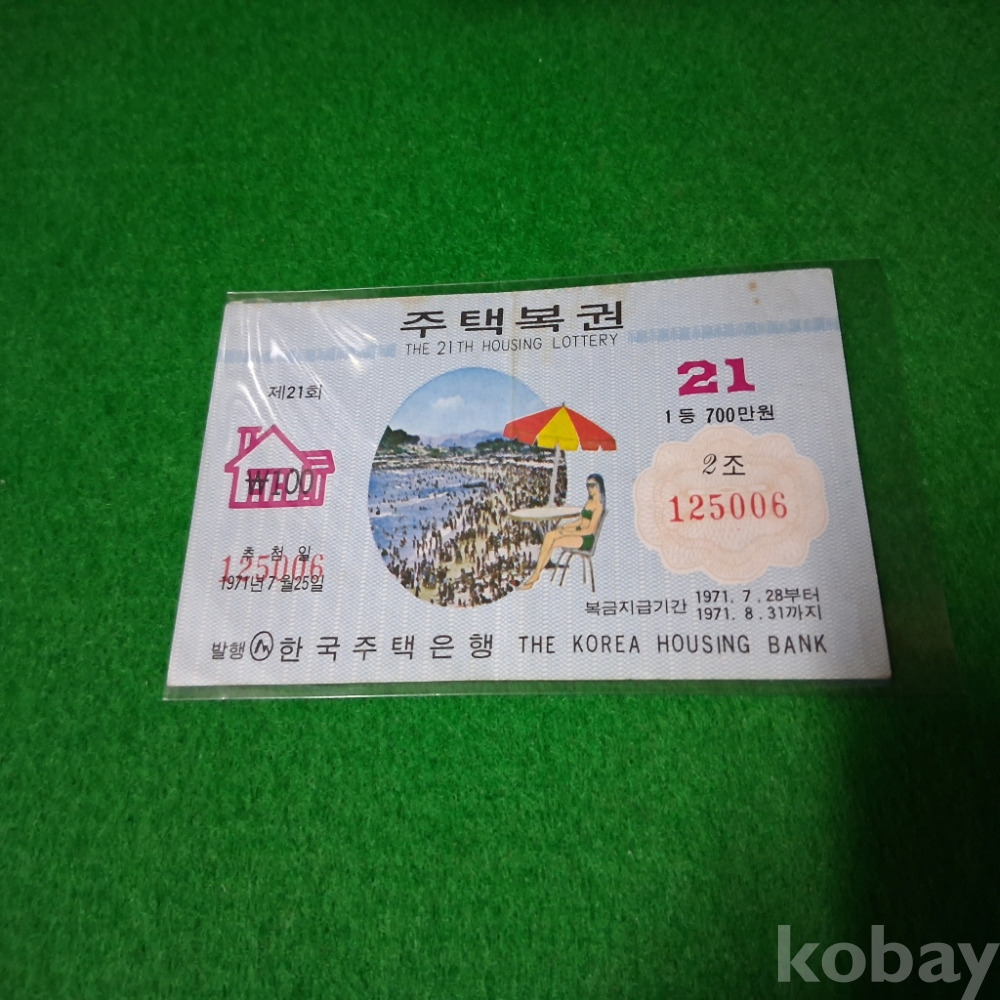 주택복권
THE 21TH HOUSING LOTTERY
제21회
21
1등 700만원
₩100
2조
125006
125006
추첨일
1971년7월25일
복금지급기간 1971. 7. 28부터
1971. 8. 31까지
발행 한국주택은행 THE KOREA HOUSING BANK
kobay